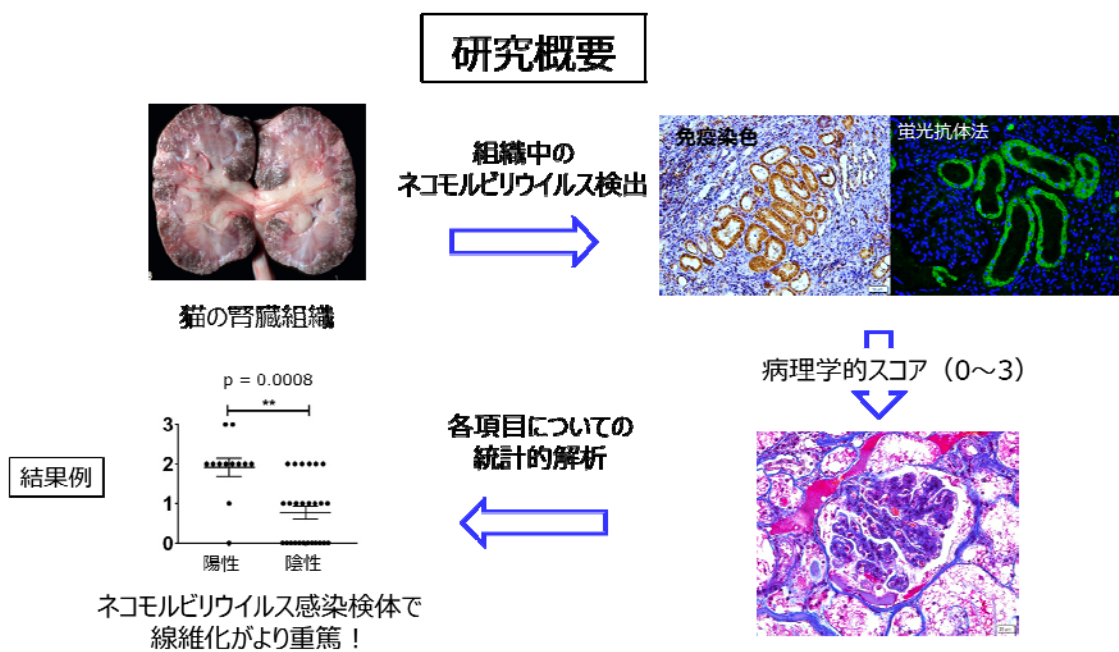 研究概要
組織中の
ネコモルビリウイルス検出
免疫染色
蛍光抗体法
猫の腎臓組織
病理学的スコア（0～3）
各項目についての
統計的解析
結果例
p = 0.0008
**
3
2
1
0
陽性
陰性
ネコモルビリウイルス感染検体で
線維化がより重篤！